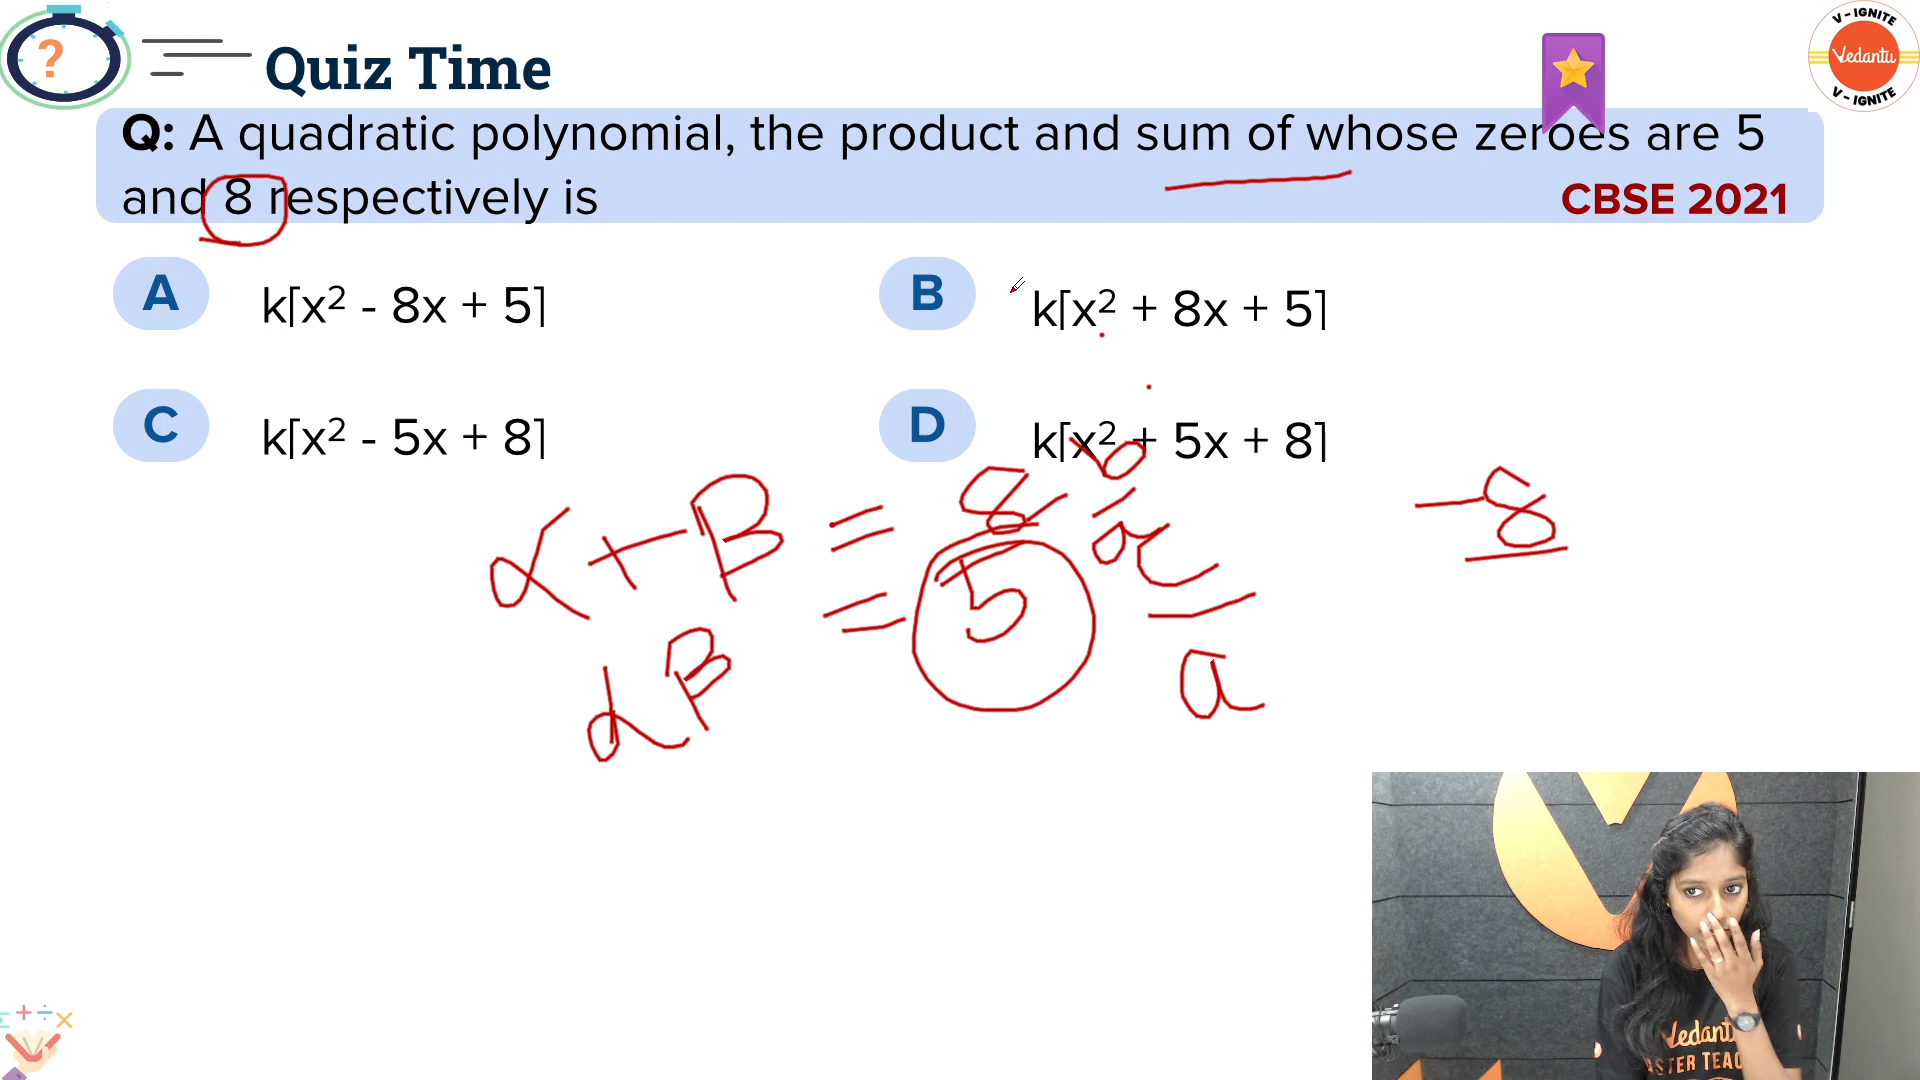 ?
Quiz Time
V - IGNITE
Vedantu
V - IGNITE
Q: A quadratic polynomial, the product and sum of whose zeroes are 5
and 8 respectively is
CBSE 2021
A k[x² - 8x + 5]
B k[x² + 8x + 5]
C k[x² - 5x + 8]
D k[x² + 5x + 8]
α + β = 8 - b/a
αβ = 5 c/a
-8
Vedantu
MASTER TEAC